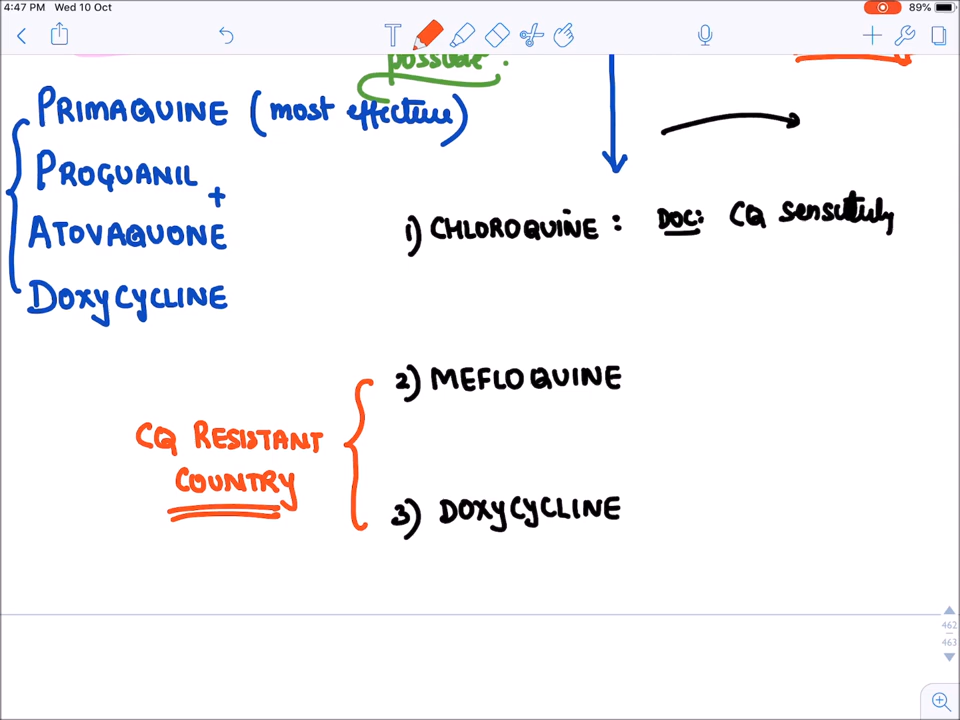 4:47 PM Wed 10 Oct
89%
T
possible.
PRIMAQUINE (most effective)
PROGUANIL
+
ATOVAQUONE
DOXYCYCLINE
1) CHLOROQUINE : DOC: CQ
2) MEFLOQUINE
CQ RESISTANT
COUNTRY
3) DOXYCYCLINE
462
463